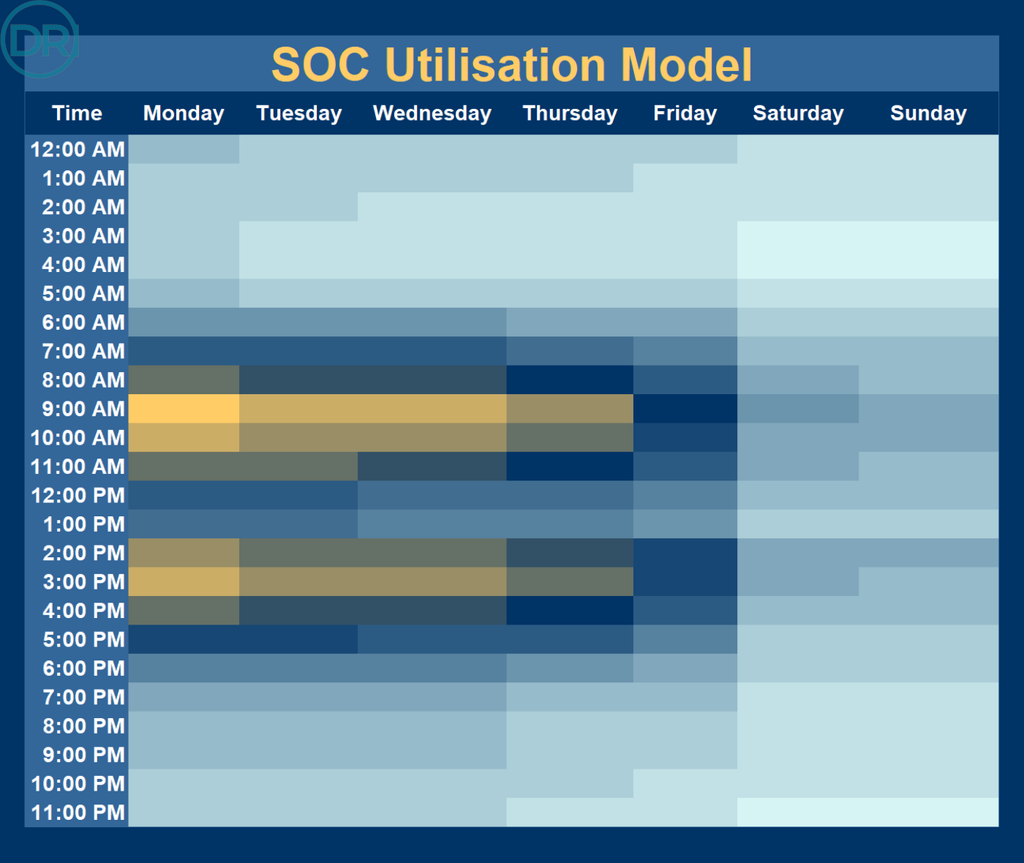 DRJ
SOC Utilisation Model
Time Monday Tuesday Wednesday Thursday Friday Saturday Sunday
12:00 AM
1:00 AM
2:00 AM
3:00 AM
4:00 AM
5:00 AM
6:00 AM
7:00 AM
8:00 AM
9:00 AM
10:00 AM
11:00 AM
12:00 PM
1:00 PM
2:00 PM
3:00 PM
4:00 PM
5:00 PM
6:00 PM
7:00 PM
8:00 PM
9:00 PM
10:00 PM
11:00 PM